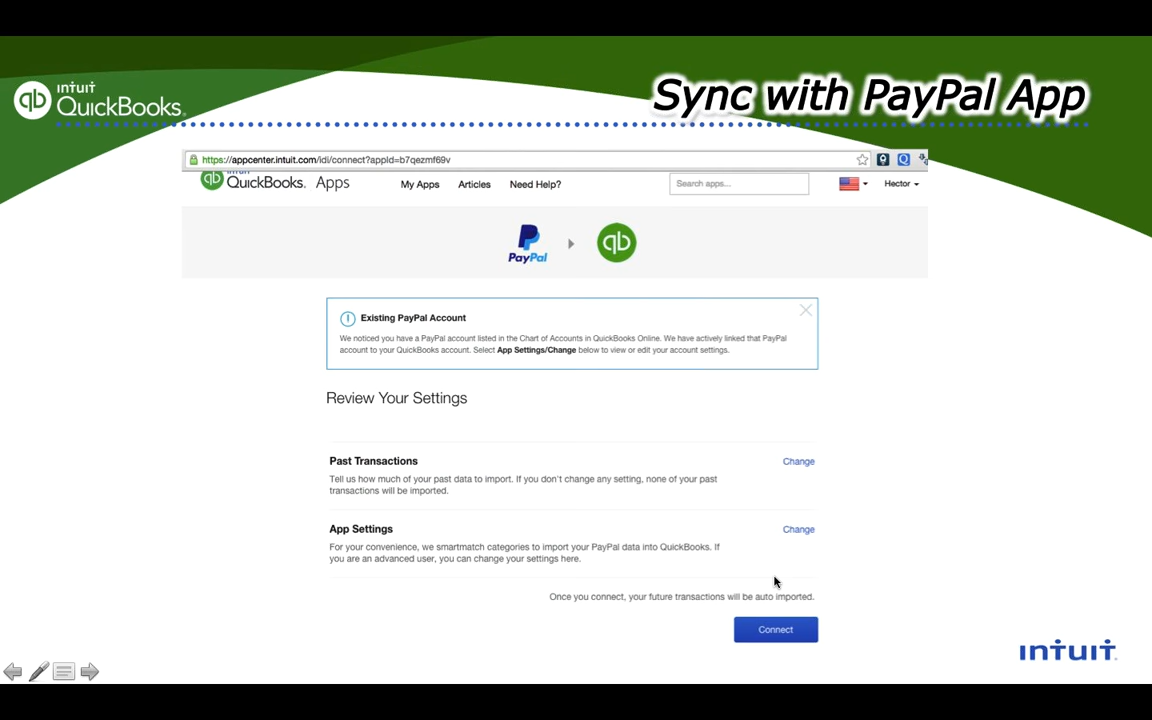 ıntuıt
QuickBooks.
Sync with PayPal App
https://appcenter.intuit.com/idi/connect?appId=b7qezmf69v
qb QuickBooks. Apps My Apps Articles Need Help? Search apps... Hector
PayPal qb
Existing PayPal Account
We noticed you have a PayPal account listed in the Chart of Accounts in QuickBooks Online. We have actively linked that PayPal
account to your QuickBooks account. Select App Settings/Change below to view or edit your account settings.
Review Your Settings
Past Transactions Change
Tell us how much of your past data to import. If you don't change any setting, none of your past
transactions will be imported.
App Settings Change
For your convenience, we smartmatch categories to import your PayPal data into QuickBooks. If
you are an advanced user, you can change your settings here.
Once you connect, your future transactions will be auto imported.
Connect
ıntuıt.